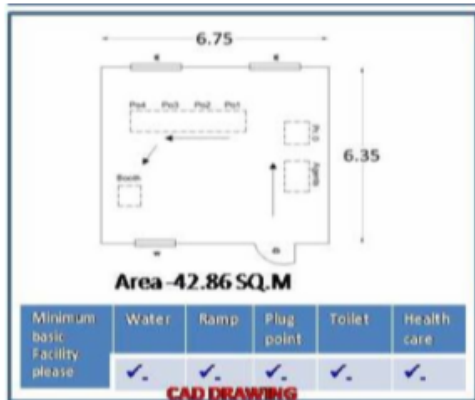 6.75
Po4 Po3 Po2 Po1
6.35
Booth
Agents
W
D
Area -42.86 SQ.M
Minimum basic Facility please
Water
Ramp
Plug point
Toilet
Health care
CAD DRAWING